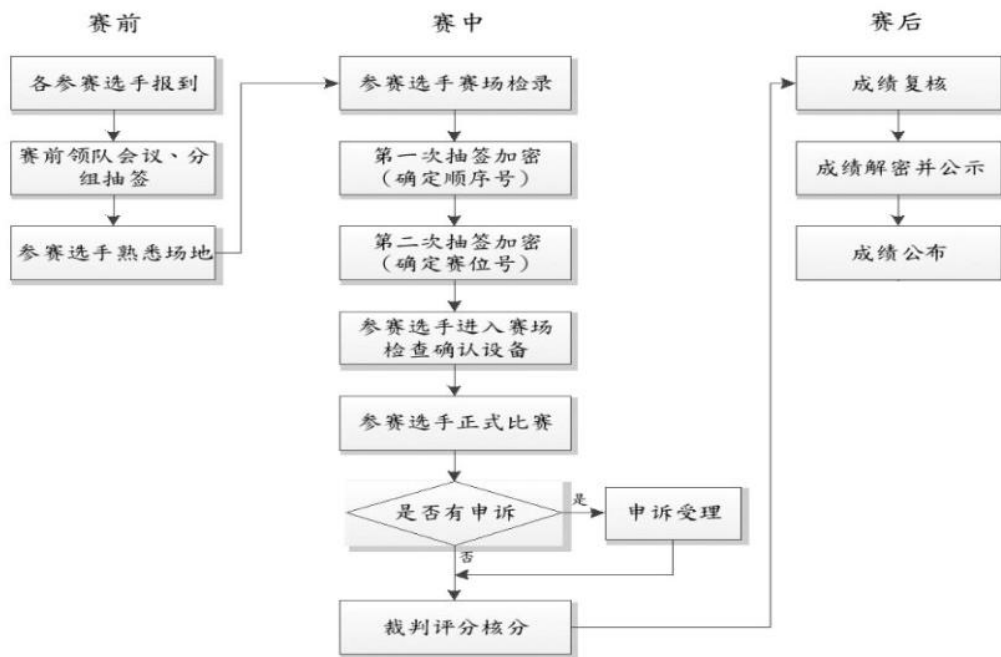 赛前
各参赛选手报到
赛前领队会议、分
组抽签
参赛选手熟悉场地
赛中
参赛选手赛场检录
第一次抽签加密
(确定顺序号)
第二次抽签加密
(确定赛位号)
参赛选手进入赛场
检查确认设备
参赛选手正式比赛
是否有申诉
是
申诉受理
否
裁判评分核分
赛后
成绩复核
成绩解密并公示
成绩公布